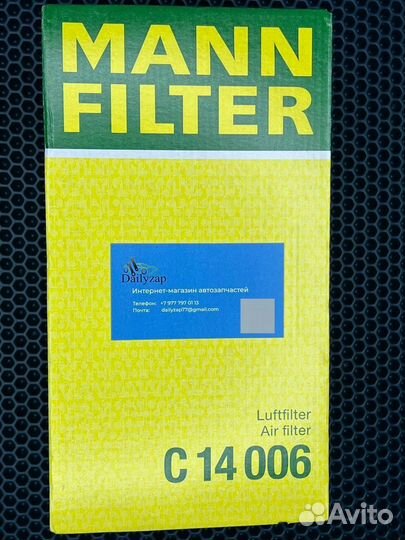 MANN
FILTER
Dailyzap
Интернет-магазин автозапчастей
Телефон: +7 977 797 01 13
Почта: dailyzap77@gmail.com
Luftfilter
Air filter
C 14 006
Avito